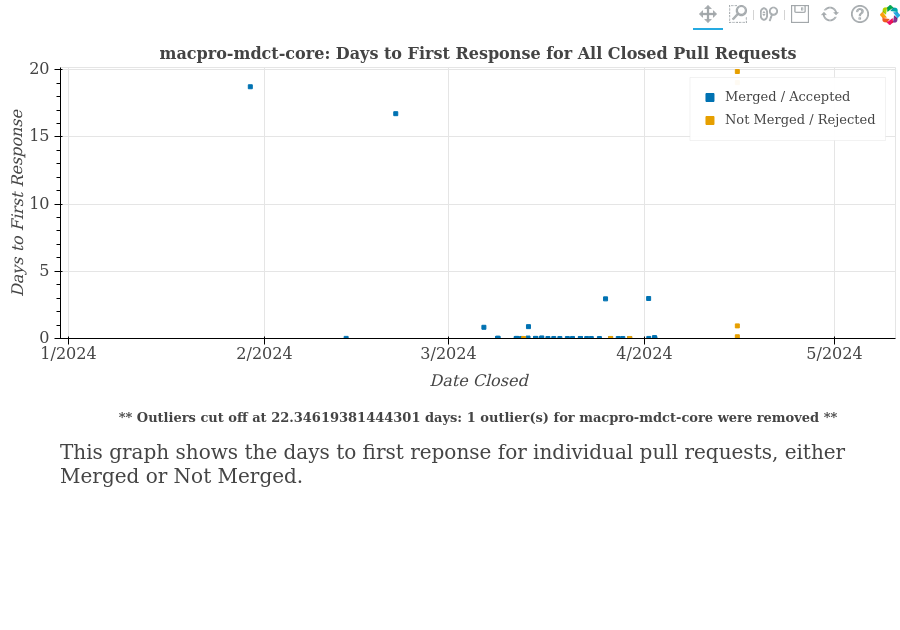 macpro-mdct-core: Days to First Response for All Closed Pull Requests
Merged / Accepted
Not Merged / Rejected
Days to First Response
20
15
10
5
0
1/2024
2/2024
3/2024
4/2024
5/2024
Date Closed
** Outliers cut off at 22.34619381444301 days: 1 outlier(s) for macpro-mdct-core were removed **
This graph shows the days to first reponse for individual pull requests, either
Merged or Not Merged.